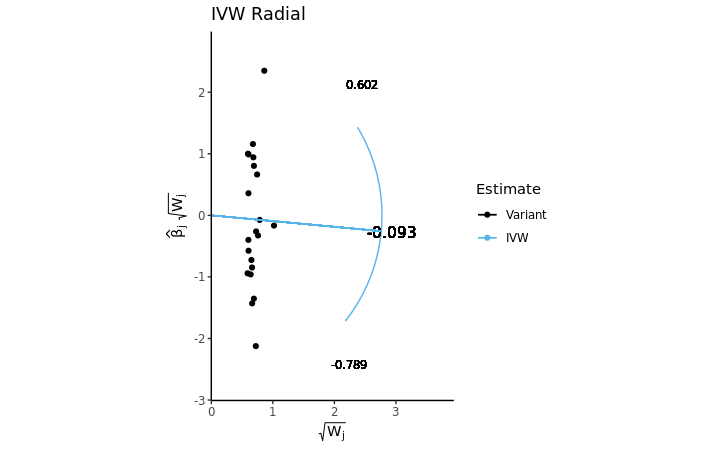 IVW Radial
2
1
0
-1
-2
-3
0 1 2 3
β̂j √Wj
√Wj
0.602
-0.093
-0.789
Estimate
Variant
IVW